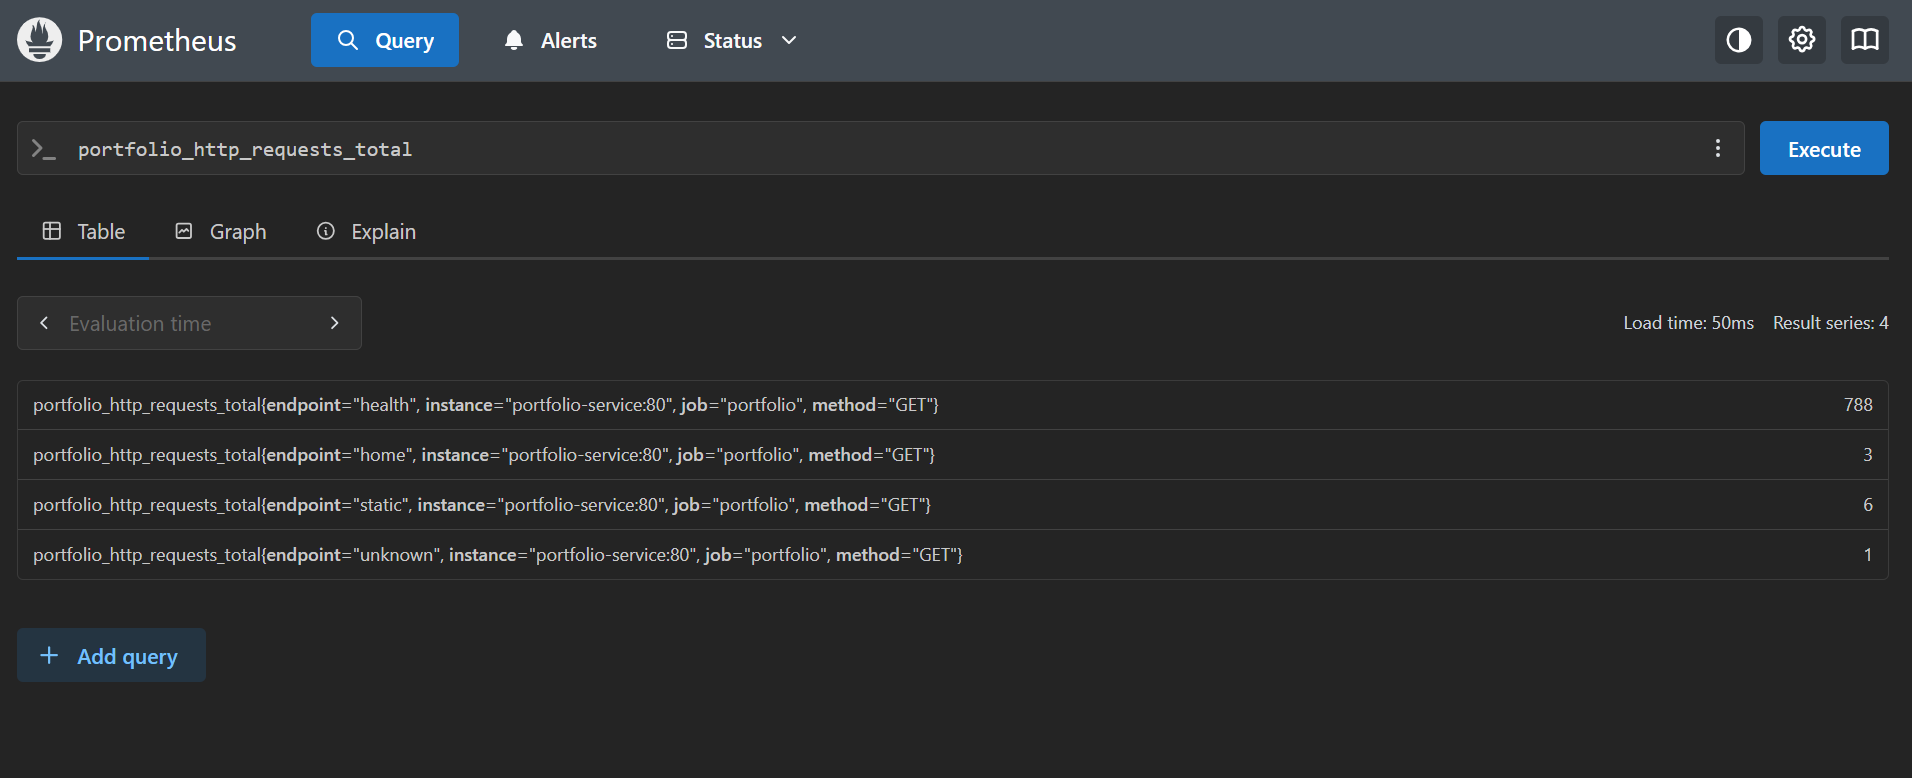 Prometheus Query Alerts Status
>_ portfolio_http_requests_total Execute
Table Graph Explain
Evaluation time Load time: 50ms Result series: 4
portfolio_http_requests_total{endpoint="health", instance="portfolio-service:80", job="portfolio", method="GET"} 788
portfolio_http_requests_total{endpoint="home", instance="portfolio-service:80", job="portfolio", method="GET"} 3
portfolio_http_requests_total{endpoint="static", instance="portfolio-service:80", job="portfolio", method="GET"} 6
portfolio_http_requests_total{endpoint="unknown", instance="portfolio-service:80", job="portfolio", method="GET"} 1
+ Add query